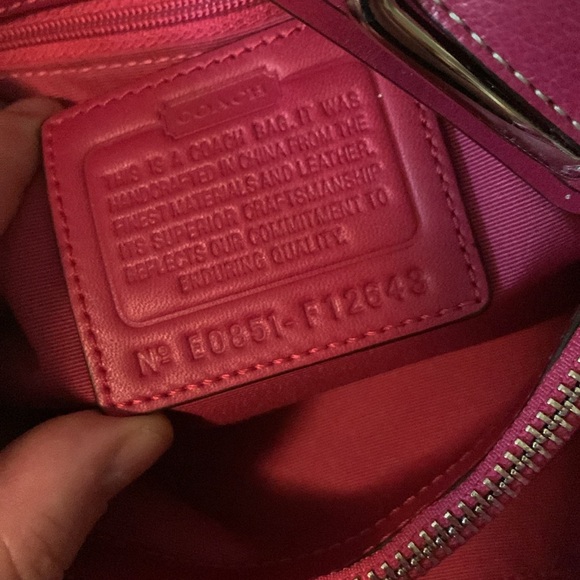 COACH
THIS IS A COACH BAG. IT WAS
HANDCRAFTED IN CHINA FROM THE
FINEST MATERIALS AND LEATHER.
ITS SUPERIOR CRAFTSMANSHIP
REFLECTS OUR COMMITMENT TO
ENDURING QUALITY.
Nº E0851-F12643